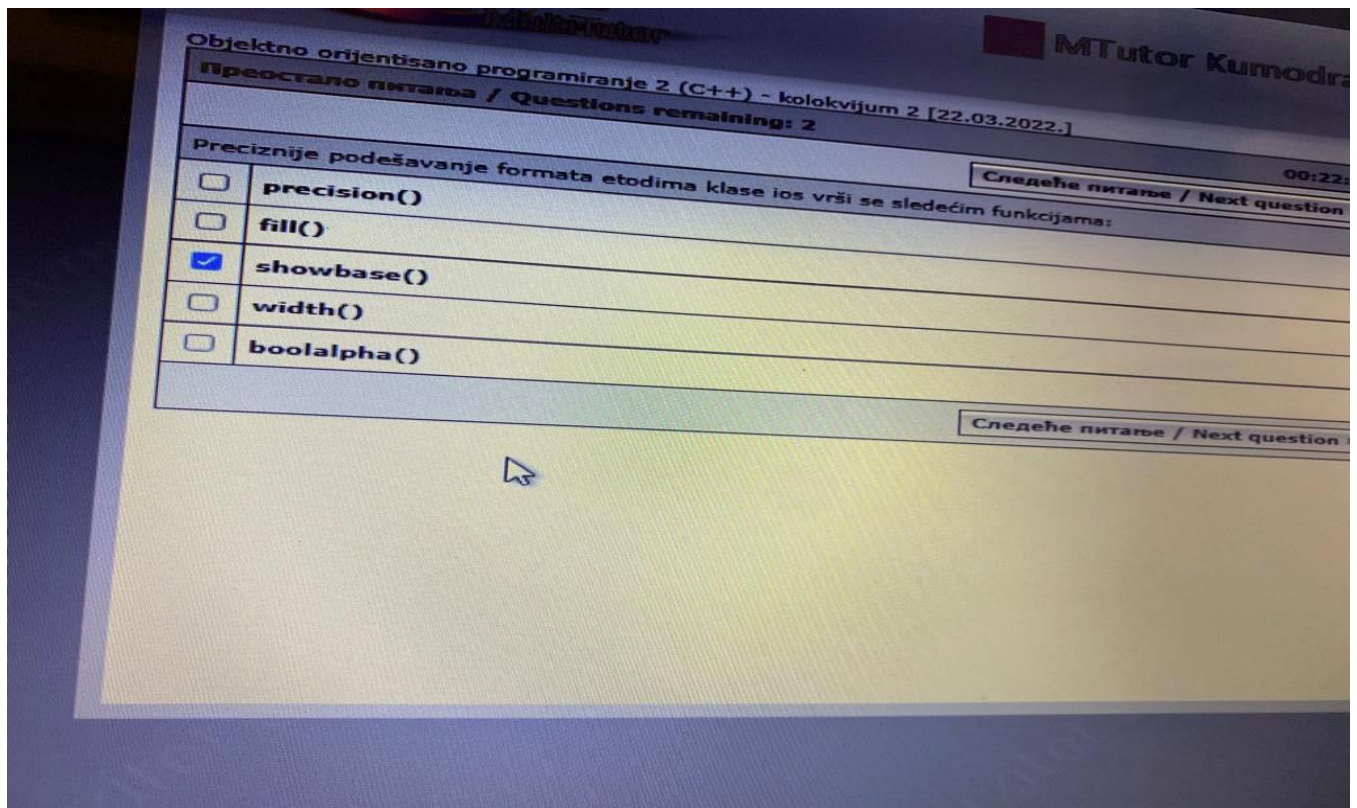 MTutor
Objektno orijentisano programiranje 2 (C++) - kolokvijum 2 [22.03.2022.]
Преостало питања / Questions remaining: 2
00:22:
Следеће питање / Next question
Preciznije podešavanje formata etodima klase ios vrši se sledećim funkcijama:
precision()
fill()
showbase()
width()
boolalpha()
Следеће питање / Next question